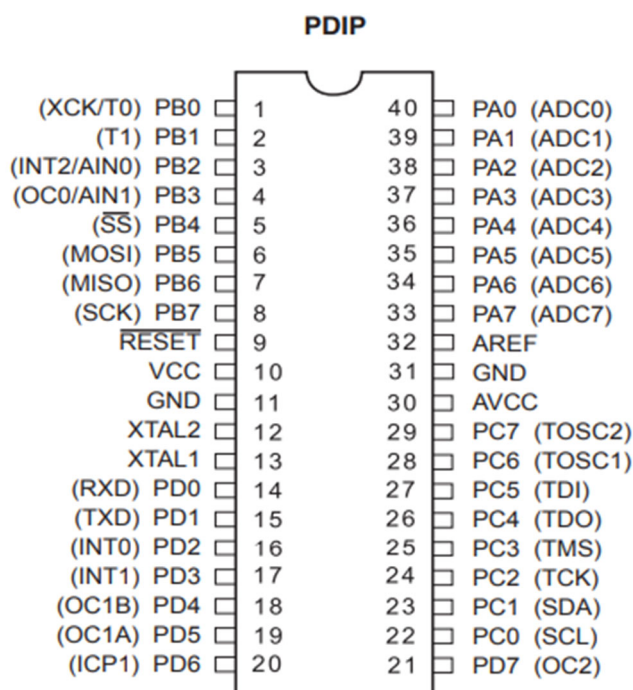 PDIP
(XCK/T0) PB0 1 40 PA0 (ADC0)
(T1) PB1 2 39 PA1 (ADC1)
(INT2/AIN0) PB2 3 38 PA2 (ADC2)
(OC0/AIN1) PB3 4 37 PA3 (ADC3)
(S̅S̅) PB4 5 36 PA4 (ADC4)
(MOSI) PB5 6 35 PA5 (ADC5)
(MISO) PB6 7 34 PA6 (ADC6)
(SCK) PB7 8 33 PA7 (ADC7)
R̅E̅S̅E̅T̅ 9 32 AREF
VCC 10 31 GND
GND 11 30 AVCC
XTAL2 12 29 PC7 (TOSC2)
XTAL1 13 28 PC6 (TOSC1)
(RXD) PD0 14 27 PC5 (TDI)
(TXD) PD1 15 26 PC4 (TDO)
(INT0) PD2 16 25 PC3 (TMS)
(INT1) PD3 17 24 PC2 (TCK)
(OC1B) PD4 18 23 PC1 (SDA)
(OC1A) PD5 19 22 PC0 (SCL)
(ICP1) PD6 20 21 PD7 (OC2)